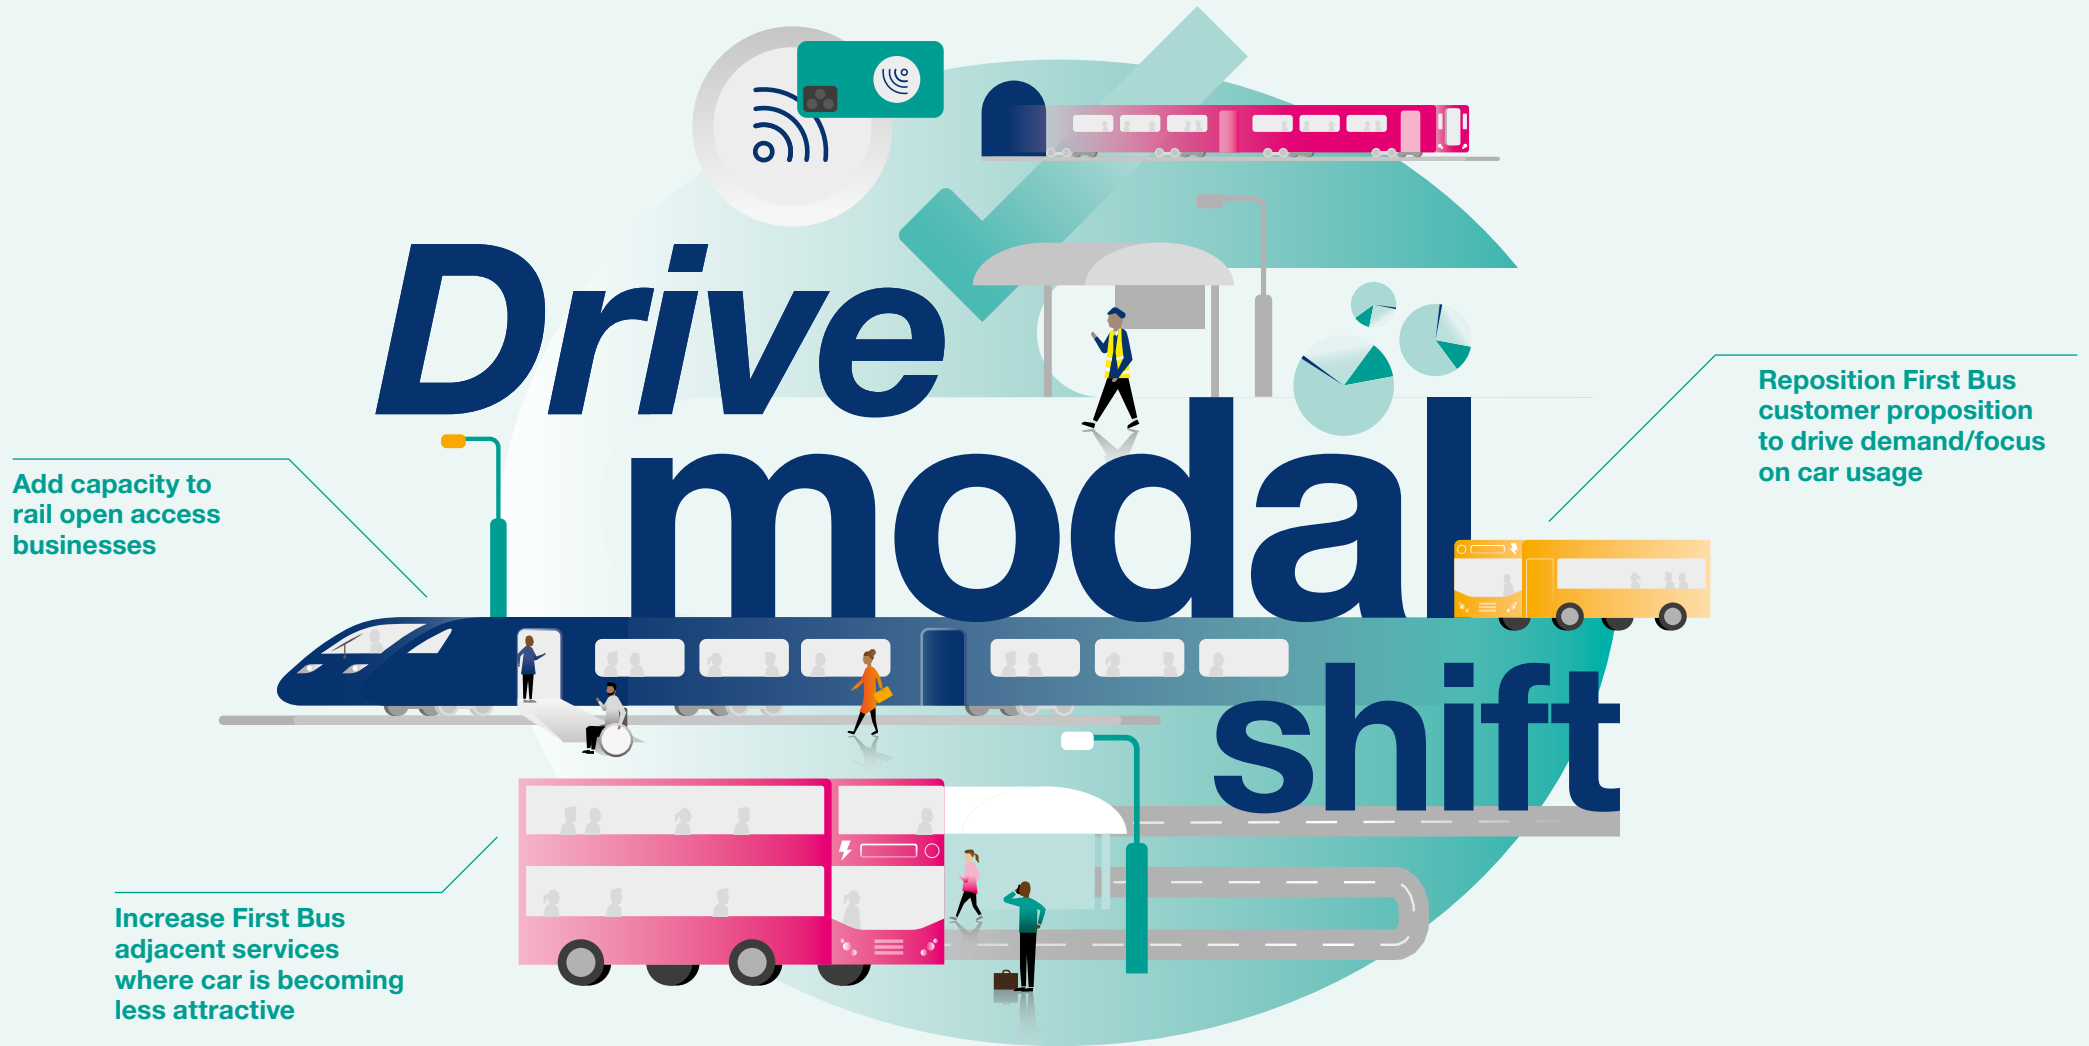 Drive
modal
shift
Add capacity to
rail open access
businesses
Reposition First Bus
customer proposition
to drive demand/focus
on car usage
Increase First Bus
adjacent services
where car is becoming
less attractive